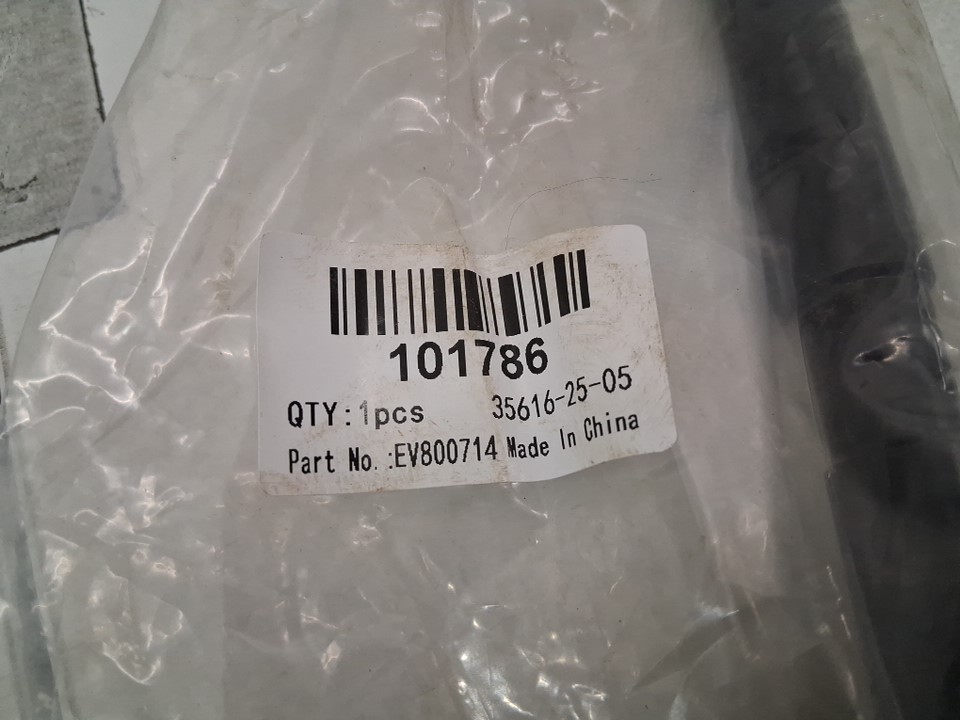 101786
QTY:1pcs 35616-25-05
Part No.:EV800714 Made In China